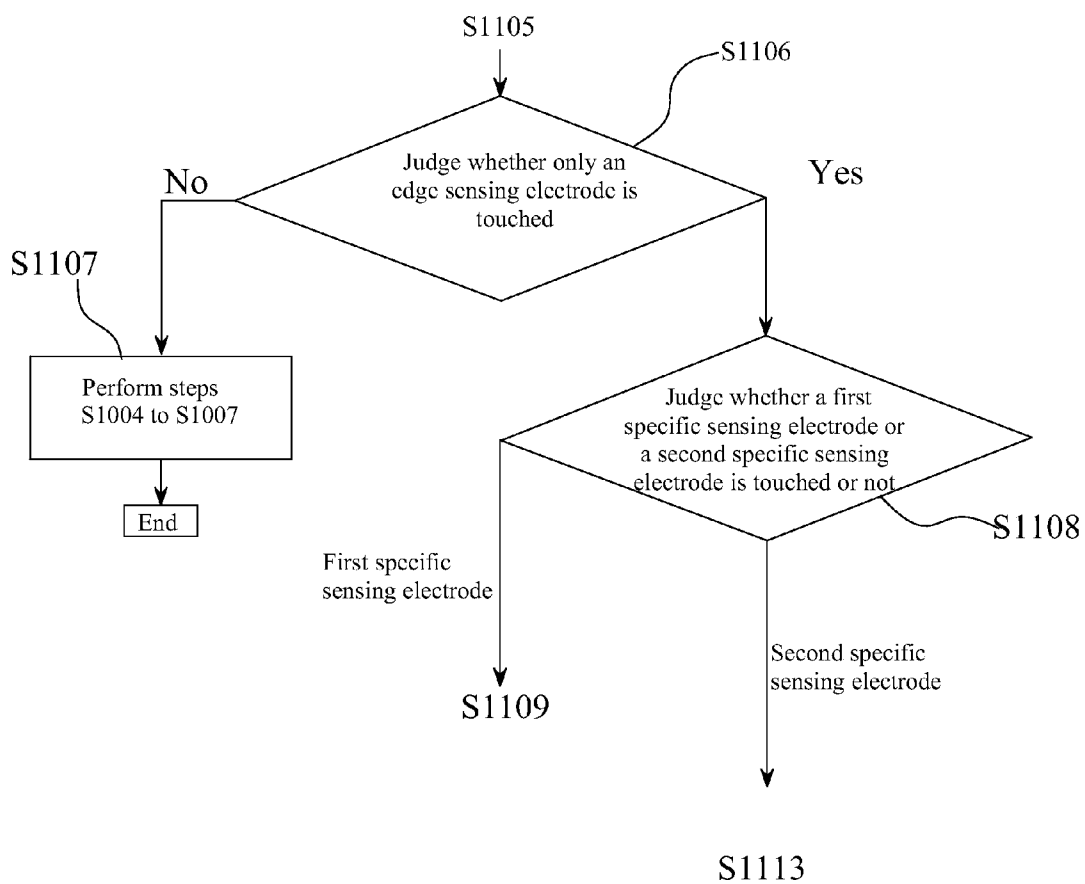 S1105
S1106
Judge whether only an
edge sensing electrode is
touched
No
Yes
S1107
Perform steps
S1004 to S1007
End
Judge whether a first
specific sensing electrode or
a second specific sensing
electrode is touched or not
S1108
First specific
sensing electrode
Second specific
sensing electrode
S1109
S1113